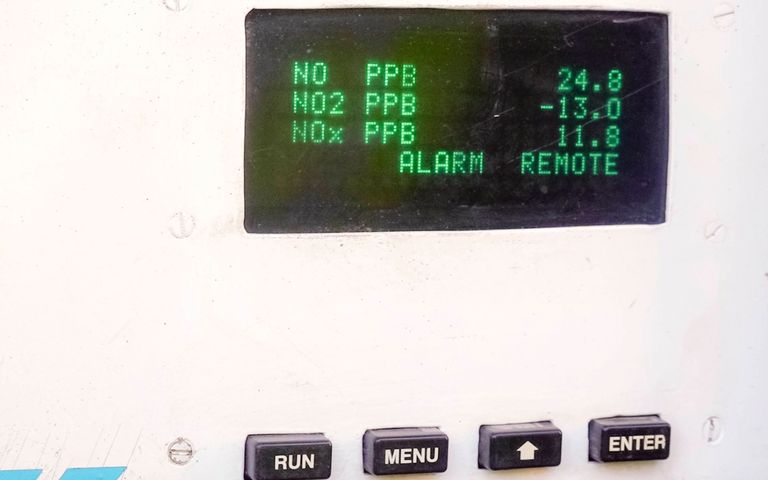 NO PPB 24.8
NO2 PPB -13.0
NOx PPB 11.8
ALARM REMOTE
RUN MENU ENTER